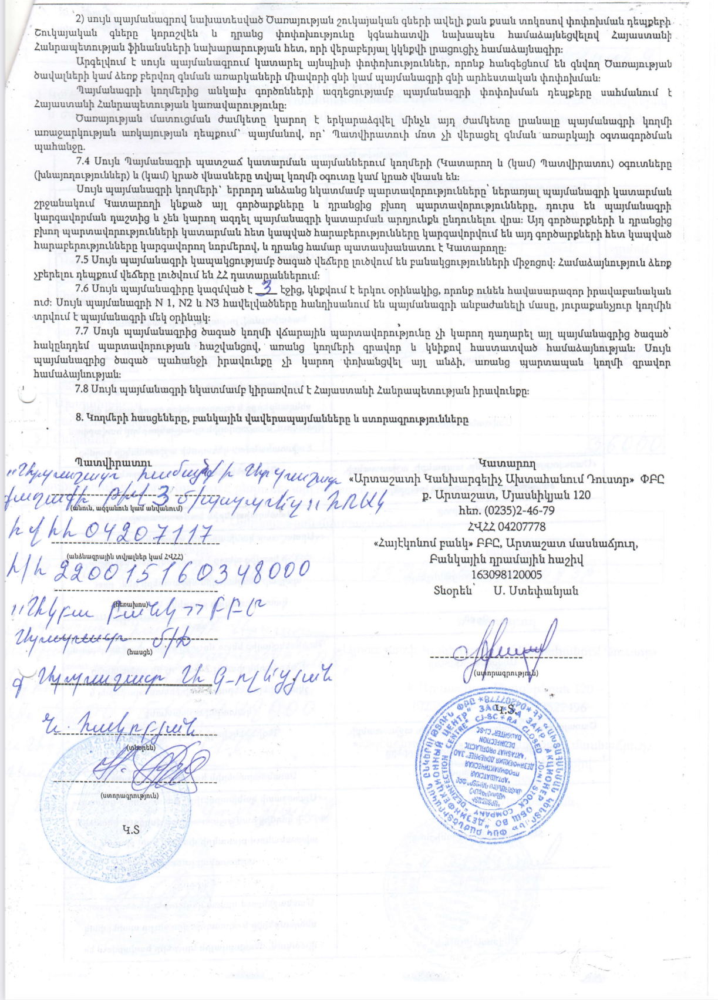 2) սույն պայմանագրով նախատեսված Ծառայության շուկայական գների ավելի քան քսան տոկոսով փոփոխման դեպքերի
Շուկայական գները կորոշվեն և դրանց փոփոխությունը կգնահատվի նախապես համաձայնեցվելով Հայաստանի
Հանրապետության ֆինանսների նախարարության հետ, որի վերաբերյալ կկնքվի լրացուցիչ համաձայնագիր։
Արգելվում է սույն պայմանագրում կատարել այնպիսի փոփոխություններ, որոնք հանգեցնում են գնվող Ծառայության
ծավալների կամ ձեռք բերվող գնման առարկաների միավորի գնի կամ պայմանագրի գնի արհեստական փոփոխման։
Պայմանագրի կողմերից անկախ գործոնների ազդեցությամբ պայմանագրի փոփոխման դեպքերը սահմանում է
Հայաստանի Հանրապետության կառավարությունը։
Ծառայության մատուցման ժամկետը կարող է երկարաձգվել մինչև այդ ժամկետը լրանալը պայմանագրի կողմի
առաջարկության առկայության դեպքում՝ պայմանով, որ՝ Պատվիրատուի մոտ չի վերացել գնման առարկայի օգտագործման
պահանջը.
7.4 Սույն Պայմանագրի պատշաճ կատարման պայմաններում կողմերի (Կատարող և (կամ) Պատվիրատու) օգուտները
(խնայողություններ) և (կամ) կրած վնասները տվյալ կողմի օգուտը կամ կրած վնասն են։
Սույն պայմանագրի կողմերի՝ երրորդ անձանց նկատմամբ պարտավորությունները՝ ներառյալ պայմանագրի կատարման
շրջանակում Կատարողի կնքած այլ գործարքները և դրանցից բխող պարտավորությունները, դուրս են պայմանագրի
կարգավորման դաշտից և չեն կարող ազդել պայմանագրի կատարման արդյունքն ընդունելու վրա։ Այդ գործարքների և դրանցից
բխող պարտավորությունների կատարման հետ կապված հարաբերությունները կարգավորվում են այդ գործարքների հետ կապված
հարաբերությունները կարգավորող նորմերով, և դրանց համար պատասխանատու է Կատարողը։
7.5 Սույն պայմանագրի կապակցությամբ ծագած վեճերը լուծվում են բանակցությունների միջոցով։ Համաձայնություն ձեռք
չբերելու դեպքում վեճերը լուծվում են ՀՀ դատարաններում։
7.6 Սույն պայմանագիրը կազմված է 3 էջից, կնքվում է երկու օրինակից, որոնք ունեն հավասարազոր իրավաբանական
ուժ։ Սույն պայմանագրի N 1, N2 և N3 հավելվածները հանդիսանում են պայմանագրի անբաժանելի մասը, յուրաքանչյուր կողմին
տրվում է պայմանագրի մեկ օրինակ։
7.7 Սույն պայմանագրից ծագած կողմի վճարային պարտավորությունը չի կարող դադարել այլ պայմանագրից ծագած՝
հակընդդեմ պարտավորության հաշվանցով, առանց կողմերի գրավոր և կնիքով հաստատված համաձայնության։ Սույն
պայմանագրից ծագած պահանջի իրավունքը չի կարող փոխանցվել այլ անձի, առանց պարտապան կողմի գրավոր
համաձայնության։
7.8 Սույն պայմանագրի նկատմամբ կիրառվում է Հայաստանի Հանրապետության իրավունքը։
8. Կողմերի հասցեները, բանկային վավերապայմանները և ստորագրությունները
Պատվիրատու
,,Արտաշատ համայնքի Արտաշատ
քաղաքի թիվ 3 մ/մանկապարտեզ,, ՀՈԱԿ
(անուն, ազգանուն կամ անվանում)
ՀՎՀՀ 04207117
(անձնագրային տվյալներ կամ ՀՎՀՀ)
Հ/Հ 220015160348000
(հեռախոս)
,,Ակբա բանկ,, ԲԲԸ
Արտաշատ մ/ճ
(հասցե)
ք Արտաշատ
Ն. Հակոբյան
(տնօրեն)
(ստորագրություն)
Կ.Տ
Կատարող
«Արտաշատի Կանխարգելիչ Ախտահանում Դուստր» ՓԲԸ
ք. Արտաշատ, Մյասնիկյան 120
հեռ. (0235)2-46-79
ՀՎՀՀ 04207778
«Հայէկոնոմ բանկ» ԲԲԸ, Արտաշատ մասնաճյուղ,
Բանկային դրամային հաշիվ
163098120005
Տնօրեն՝ Ս. Ստեփանյան
(ստորագրություն)
Կ.Տ.